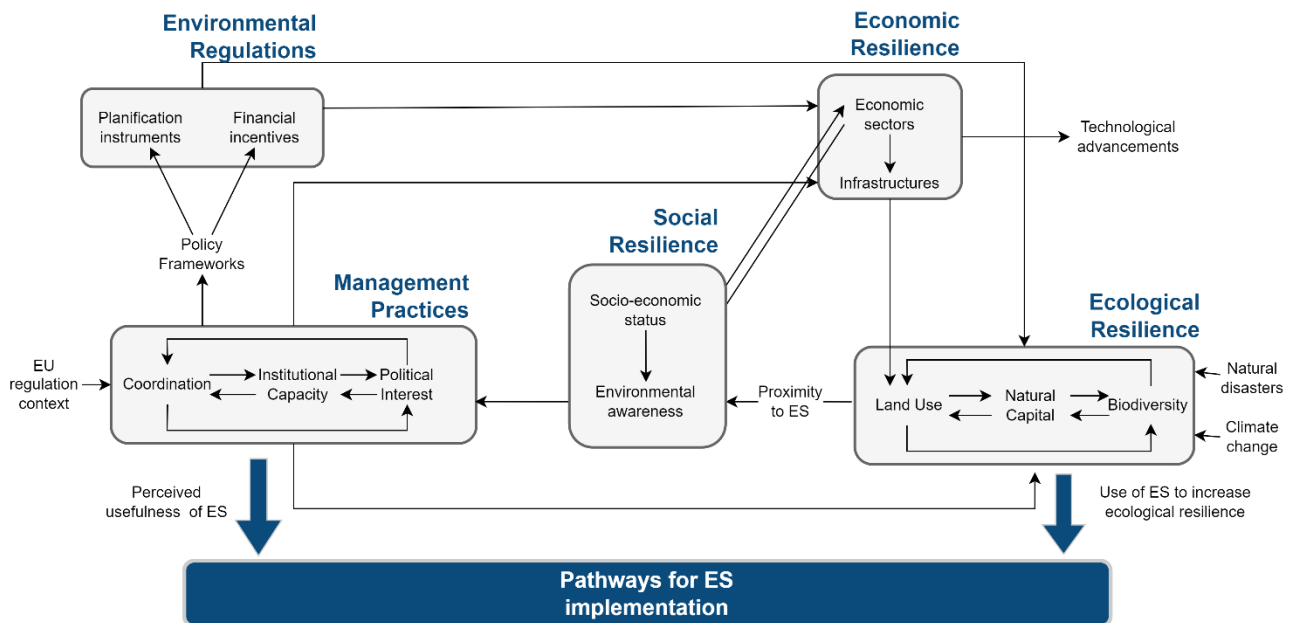 Environmental
Regulations
Economic
Resilience
Planification
instruments
Financial
incentives
Economic
sectors
Infrastructures
Technological
advancements
Policy
Frameworks
Social
Resilience
Management
Practices
Socio-economic
status
Environmental
awareness
Ecological
Resilience
EU
regulation
context
Coordination
Institutional
Capacity
Political
Interest
Proximity
to ES
Land Use
Natural
Capital
Biodiversity
Natural
disasters
Climate
change
Perceived
usefulness of ES
Use of ES to increase
ecological resilience
Pathways for ES
implementation